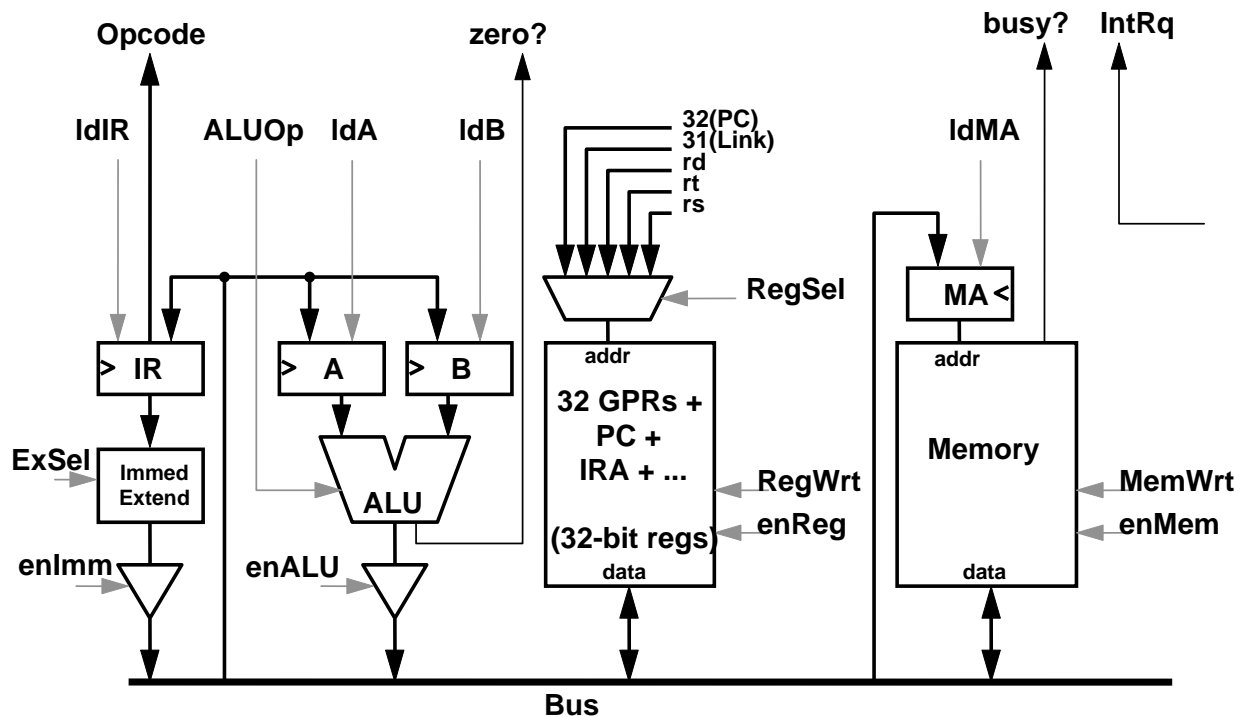 Opcode
zero?
busy?
IntRq
ldIR
ALUOp
ldA
ldB
32(PC)
31(Link)
rd
rt
rs
ldMA
RegSel
MA <
> IR
> A
> B
addr
addr
32 GPRs +
PC +
IRA + ...
Memory
ExSel
Immed
Extend
ALU
RegWrt
MemWrt
(32-bit regs)
enReg
enMem
enImm
enALU
data
data
Bus